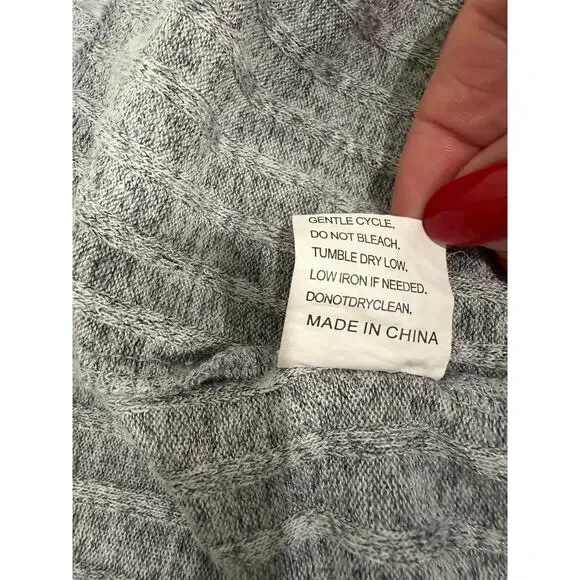 GENTLE CYCLE.
DO NOT BLEACH.
TUMBLE DRY LOW.
LOW IRON IF NEEDED.
DONOTDRYCLEAN.
MADE IN CHINA